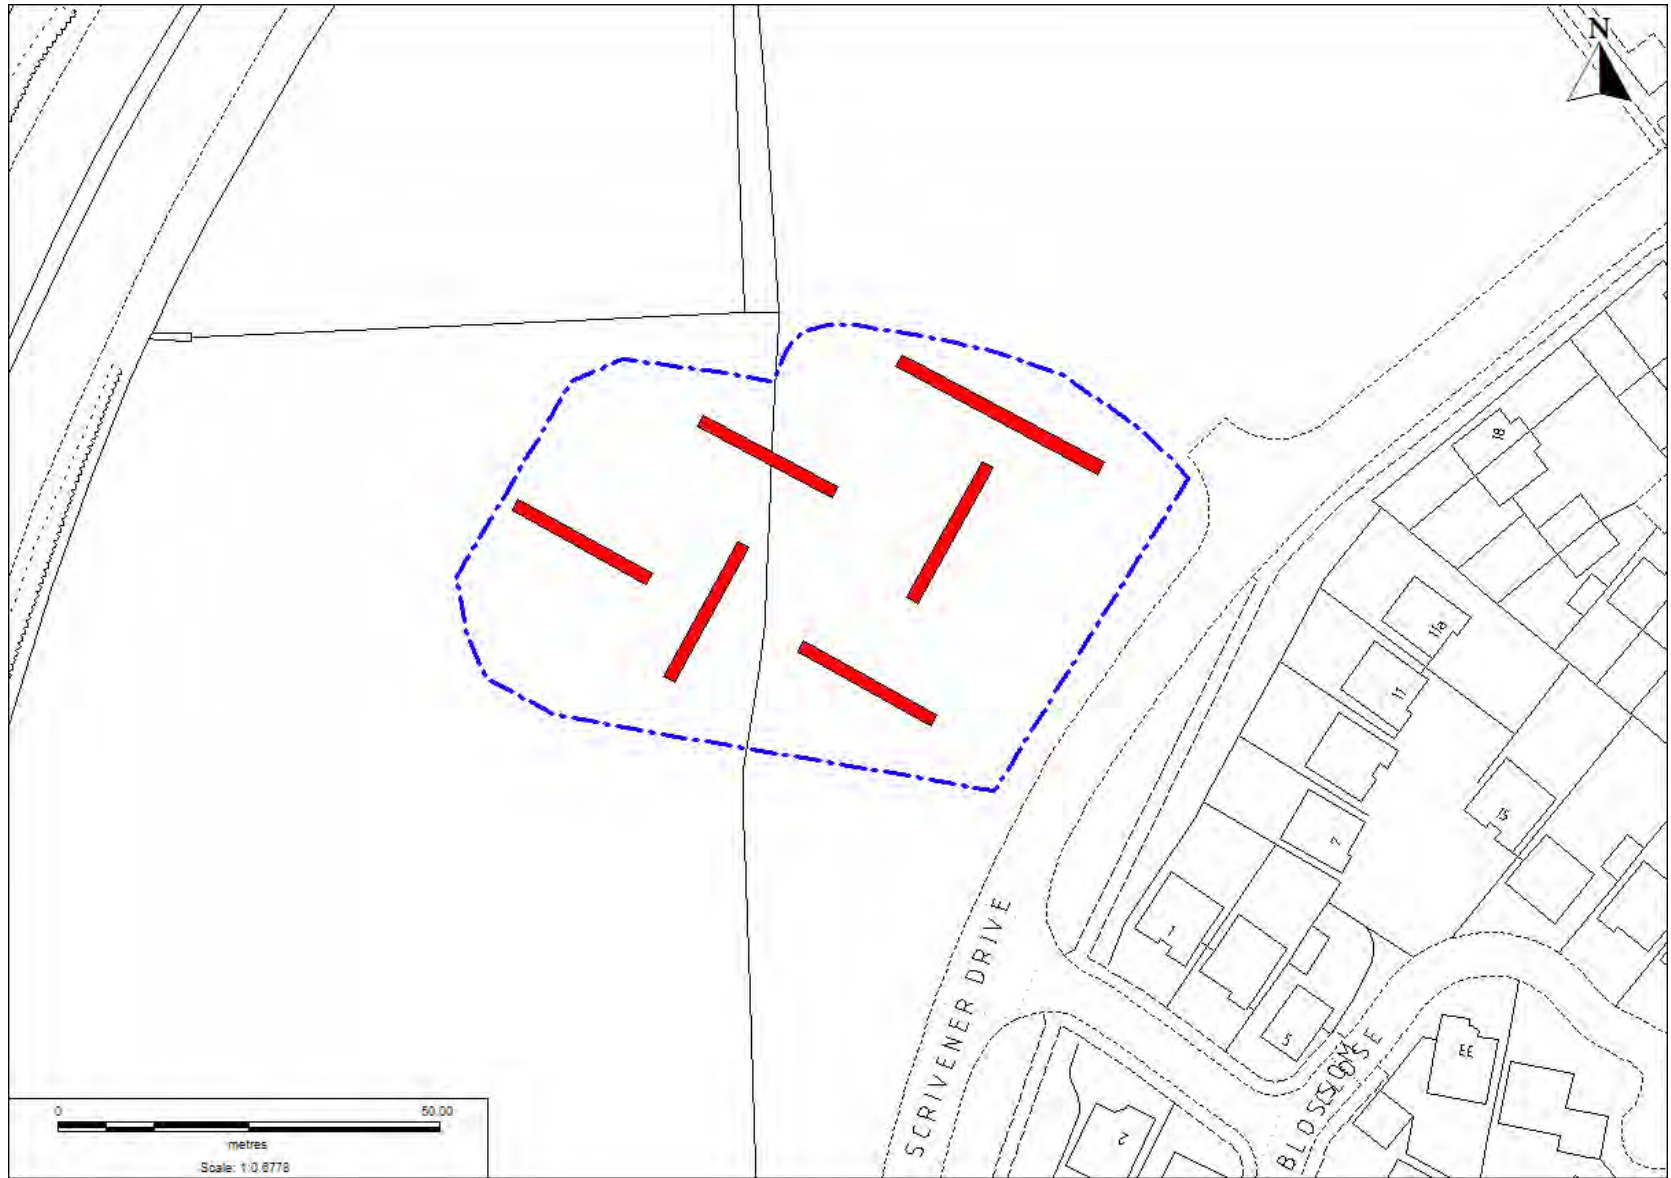 N
18
11a
11
7
15
1
5
33
2
SCRIVENER DRIVE
BLOSSOM
CLOSE
0 50.00
metres
Scale: 1:0.6778